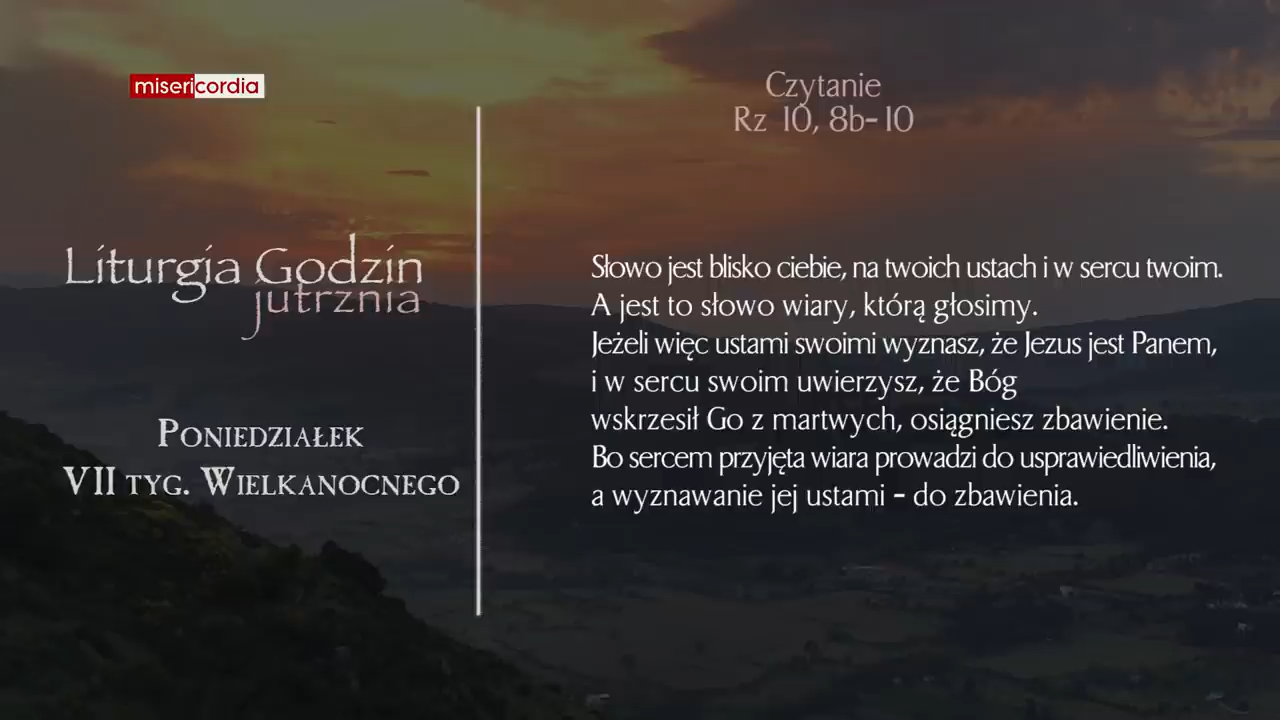 misericordia
Liturgia Godzin
jutrznia
Poniedziałek
VII tyg. Wielkanocnego
Czytanie
Rz 10, 8b-10
Słowo jest blisko ciebie, na twoich ustach i w sercu twoim.
A jest to słowo wiary, którą głosimy.
Jeżeli więc ustami swoimi wyznasz, że Jezus jest Panem,
i w sercu swoim uwierzysz, że Bóg
wskrzesił Go z martwych, osiągniesz zbawienie.
Bo sercem przyjęta wiara prowadzi do usprawiedliwienia,
a wyznawanie jej ustami - do zbawienia.